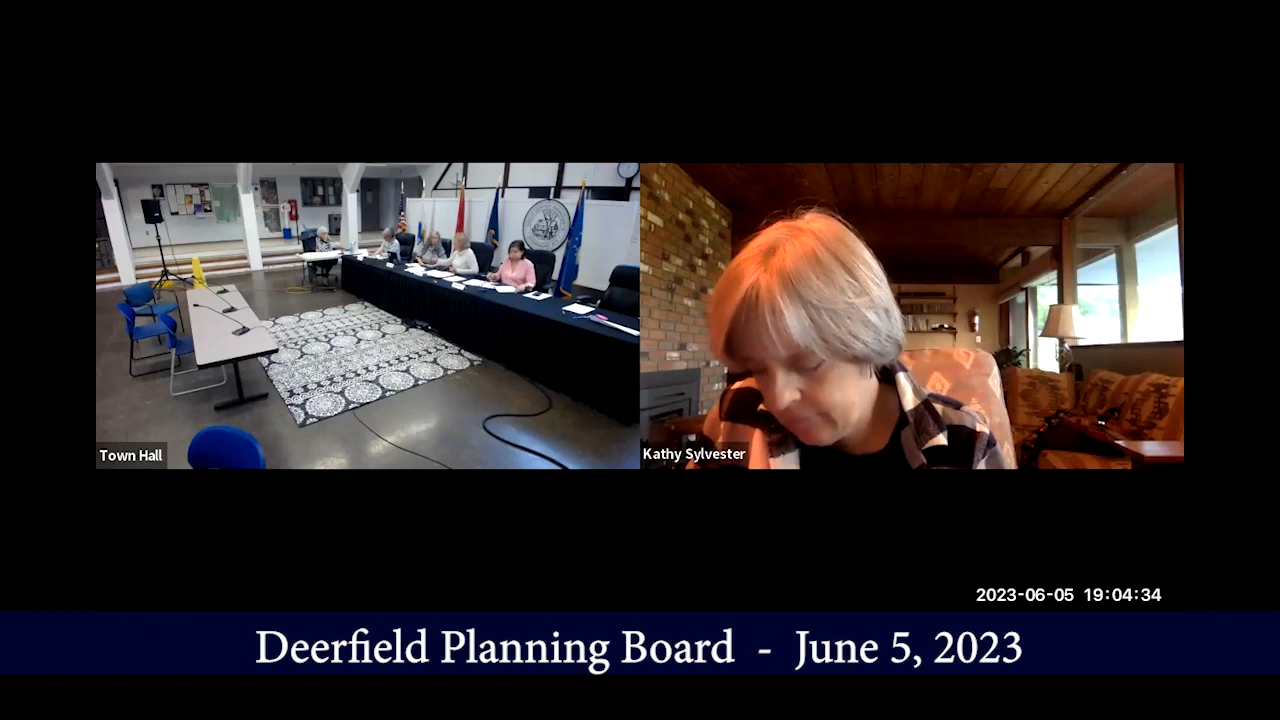 Town Hall
Kathy Sylvester
2023-06-05 19:04:34
Deerfield Planning Board - June 5, 2023